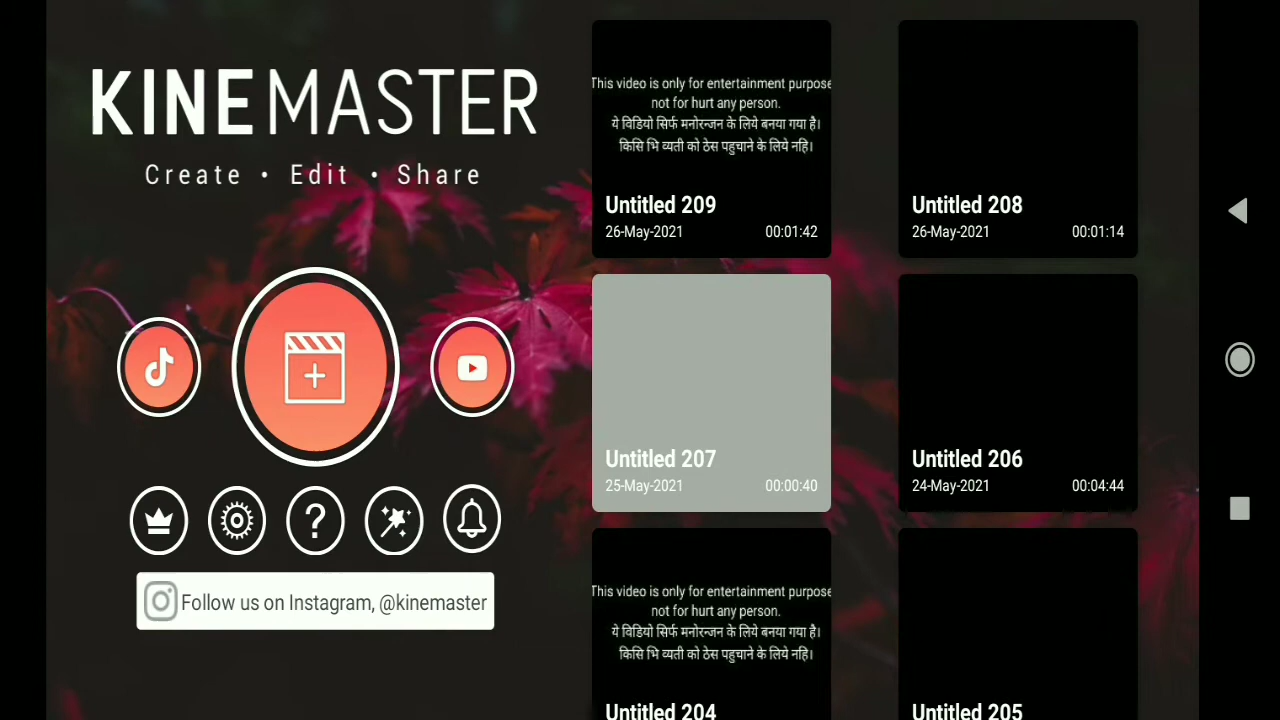 KINEMASTER
Create • Edit • Share
Follow us on Instagram, @kinemaster
This video is only for entertainment purpose
not for hurt any person.
ये विडियो सिर्फ मनोरन्जन के लिये बनया गया है।
किसि भि व्यती को ठेस पहुचाने के लिये नहि।
Untitled 209
26-May-2021 00:01:42
Untitled 208
26-May-2021 00:01:14
Untitled 207
25-May-2021 00:00:40
Untitled 206
24-May-2021 00:04:44
This video is only for entertainment purpose
not for hurt any person.
ये विडियो सिर्फ मनोरन्जन के लिये बनया गया है।
किसि भि व्यती को ठेस पहुचाने के लिये नहि।
Untitled 204
Untitled 205